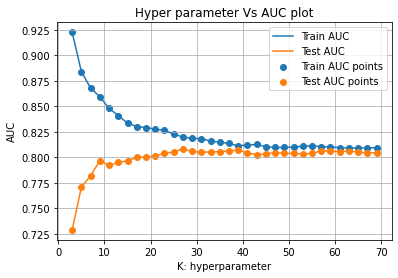 Hyper parameter Vs AUC plot
0.925
0.900
0.875
0.850
0.825
0.800
0.775
0.750
0.725
AUC
Train AUC
Test AUC
Train AUC points
Test AUC points
0 10 20 30 40 50 60 70
K: hyperparameter